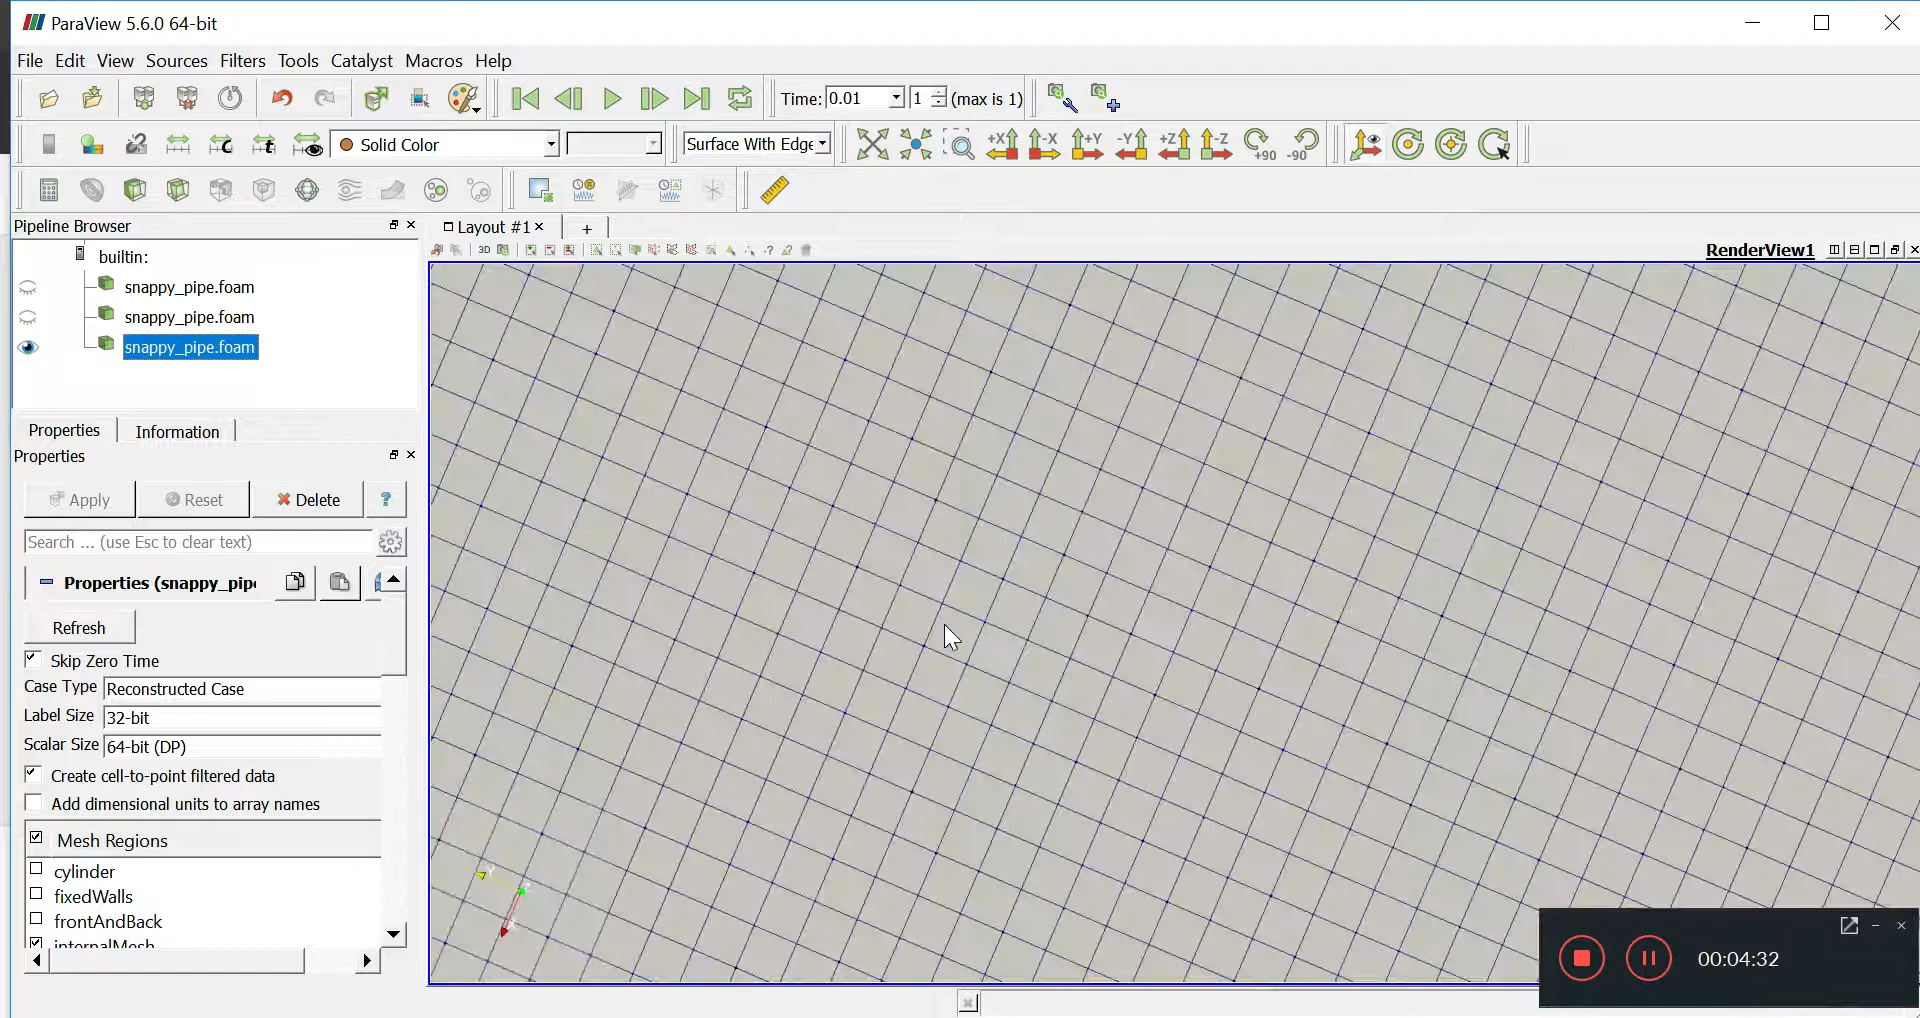 ParaView 5.6.0 64-bit
File Edit View Sources Filters Tools Catalyst Macros Help
Time: 0.01 1 (max is 1)
Solid Color Surface With Edge +X -X +Y -Y +Z -Z +90 -90
Pipeline Browser
Layout #1 +
3D
RenderView1
builtin:
snappy_pipe.foam
snappy_pipe.foam
snappy_pipe.foam
Properties Information
Properties
Apply Reset Delete ?
Search ... (use Esc to clear text)
Properties (snappy_pip
Refresh
Skip Zero Time
Case Type Reconstructed Case
Label Size 32-bit
Scalar Size 64-bit (DP)
Create cell-to-point filtered data
Add dimensional units to array names
Mesh Regions
cylinder
fixedWalls
frontAndBack
internalMesh
Y
Z
00:04:32